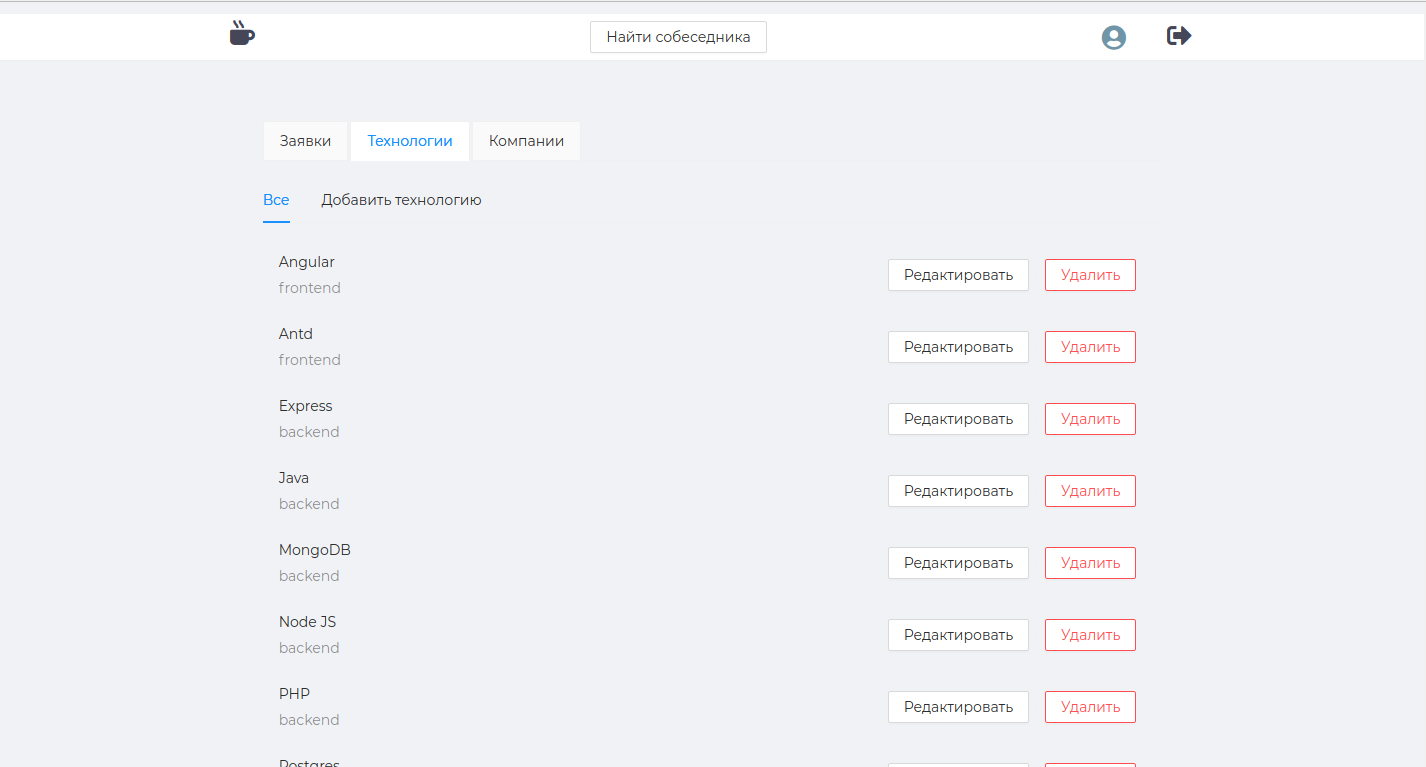 Найти собеседника
Заявки Технологии Компании
Все Добавить технологию
Angular
frontend
Редактировать Удалить
Antd
frontend
Редактировать Удалить
Express
backend
Редактировать Удалить
Java
backend
Редактировать Удалить
MongoDB
backend
Редактировать Удалить
Node JS
backend
Редактировать Удалить
PHP
backend
Редактировать Удалить
Postgres